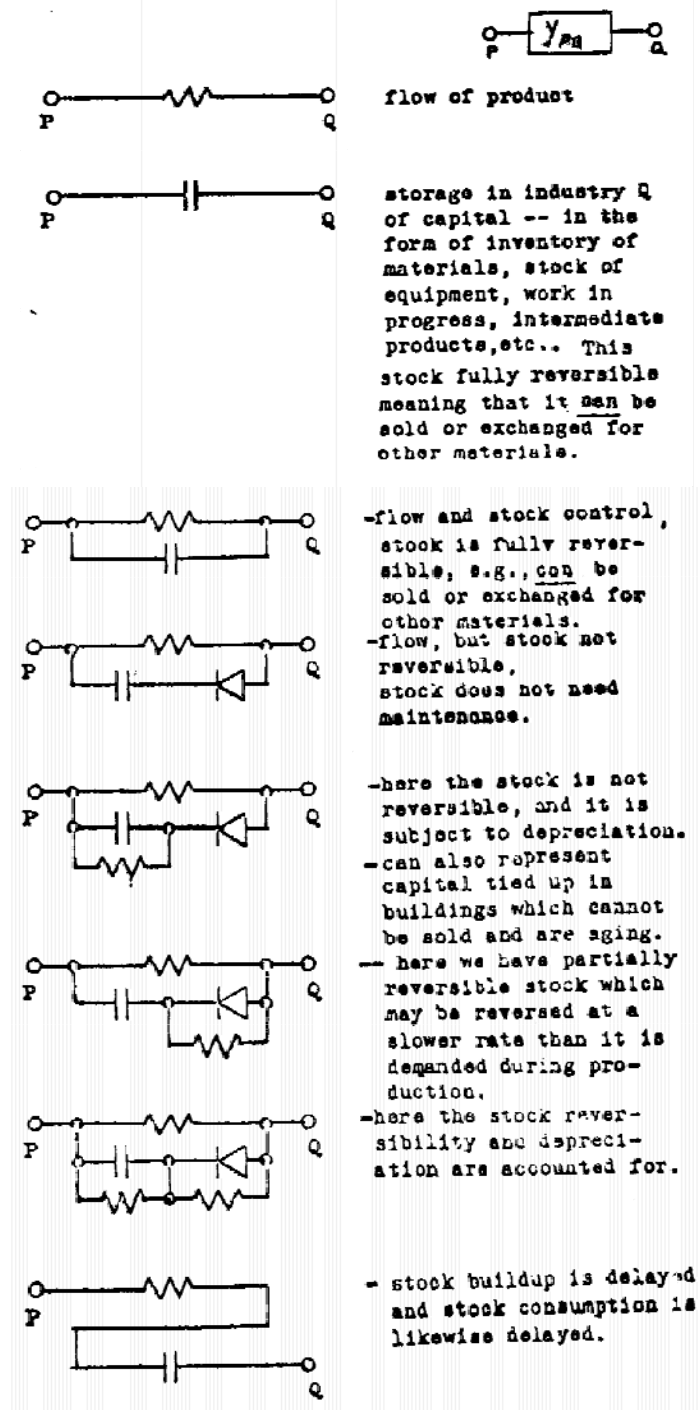 y_PQ
P Q
P Q flow of product
P Q storage in industry Q
of capital -- in the
form of inventory of
materials, stock of
equipment, work in
progress, intermediate
products,etc.. This
stock fully reversible
meaning that it can be
sold or exchanged for
other materials.
P Q -flow and stock control,
stock is fully rever-
sible, e.g., can be
sold or exchanged for
other materials.
P Q -flow, but stock not
reversible,
stock does not need
maintenance.
P Q -here the stock is not
reversible, and it is
subject to depreciation.
-can also represent
capital tied up in
buildings which cannot
be sold and are aging.
P Q -- here we have partially
reversible stock which
may be reversed at a
slower rate than it is
demanded during pro-
duction.
P Q -here the stock rever-
sibility and depreci-
ation are accounted for.
P - stock buildup is delayed
and stock consumption is
likewise delayed.
Q